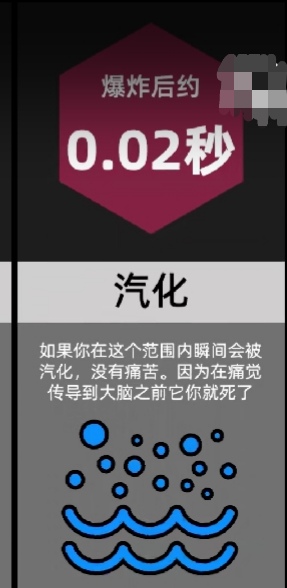 爆炸后约
0.02秒
汽化
如果你在这个范围内瞬间会被
汽化，没有痛苦。因为在痛觉
传导到大脑之前它你就死了